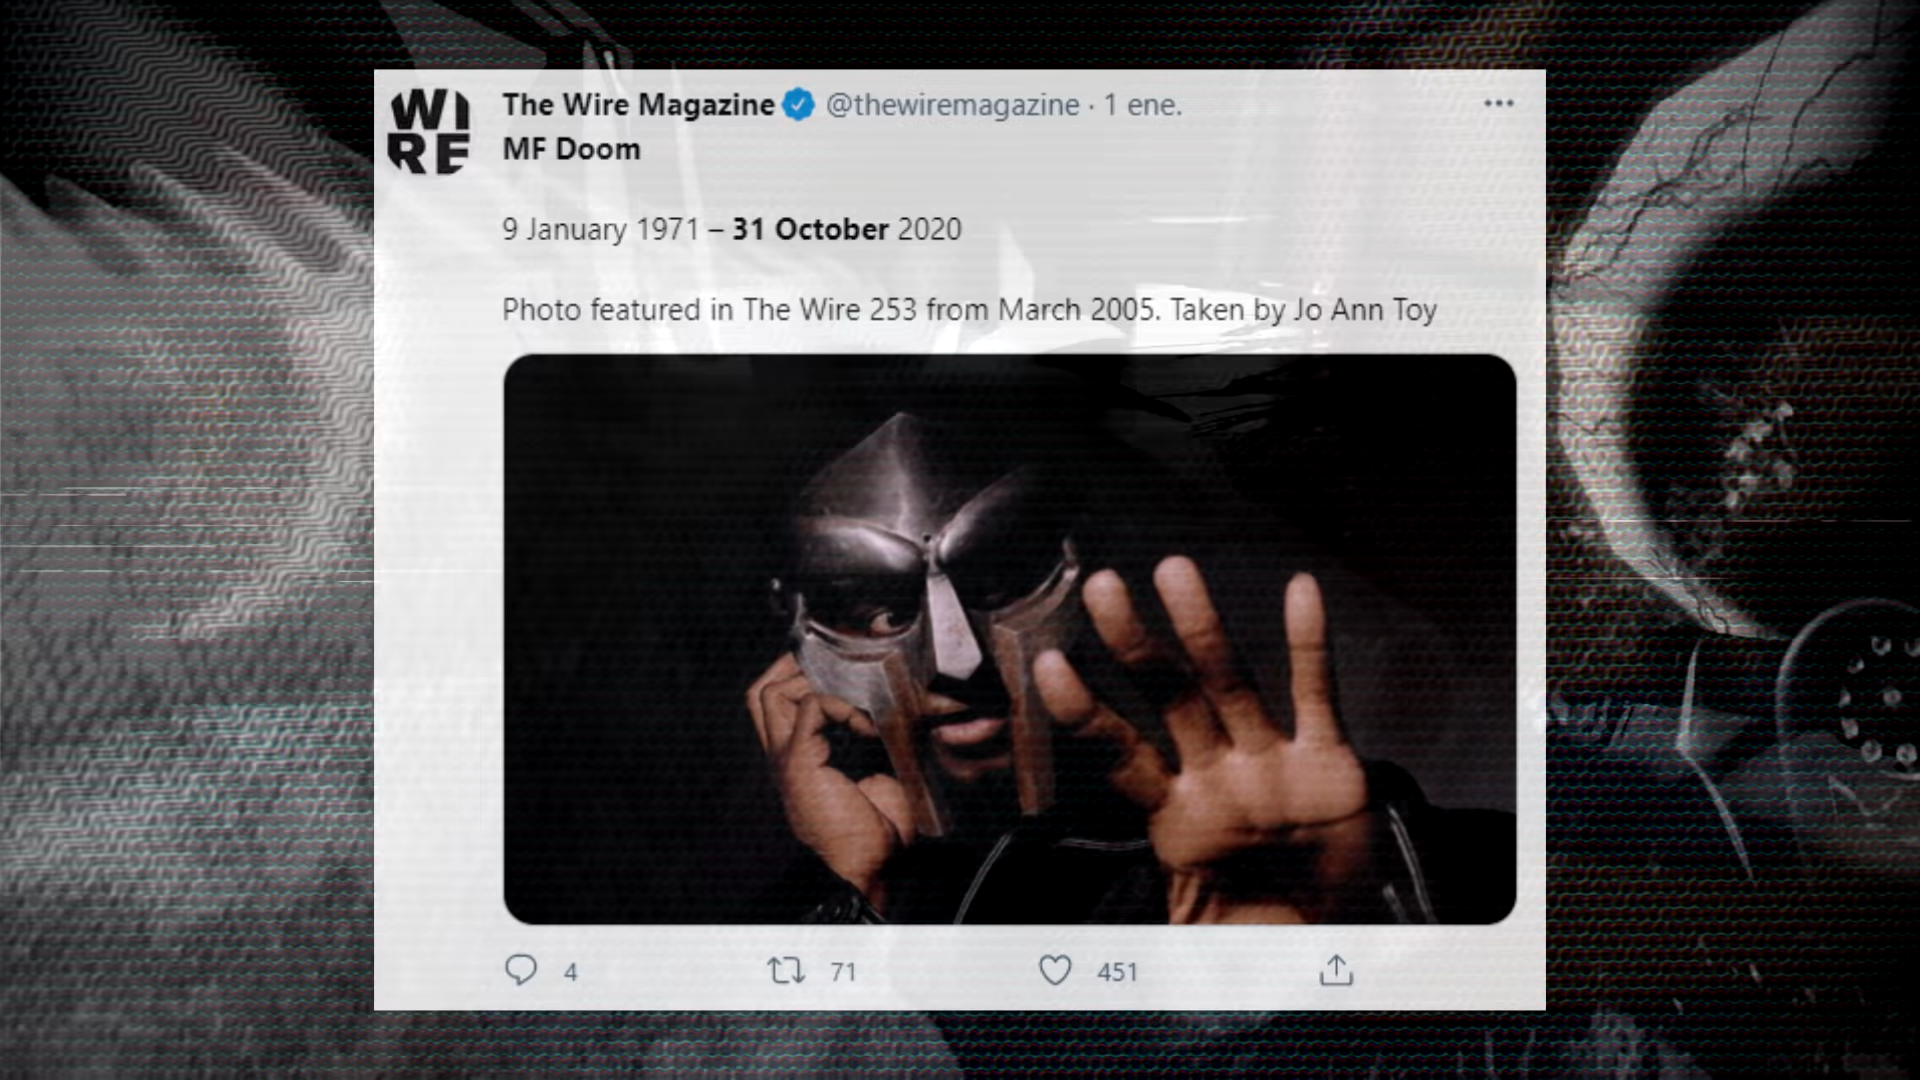 WI
RE
The Wire Magazine @thewiremagazine · 1 ene.
MF Doom
9 January 1971 – 31 October 2020
Photo featured in The Wire 253 from March 2005. Taken by Jo Ann Toy
4 71 451